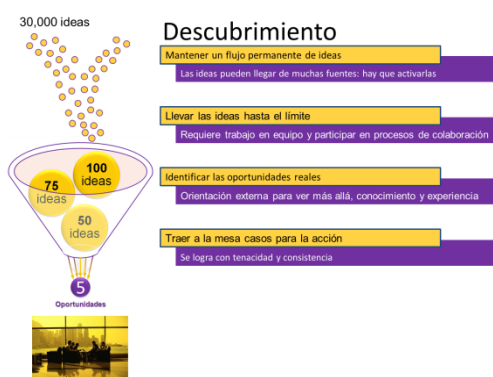 30,000 ideas
Descubrimiento
Mantener un flujo permanente de ideas
Las ideas pueden llegar de muchas fuentes: hay que activarlas
Llevar las ideas hasta el límite
Requiere trabajo en equipo y participar en procesos de colaboración
Identificar las oportunidades reales
Orientación externa para ver más allá, conocimiento y experiencia
Traer a la mesa casos para la acción
Se logra con tenacidad y consistencia
100
ideas
75
ideas
50
ideas
5
Oportunidades